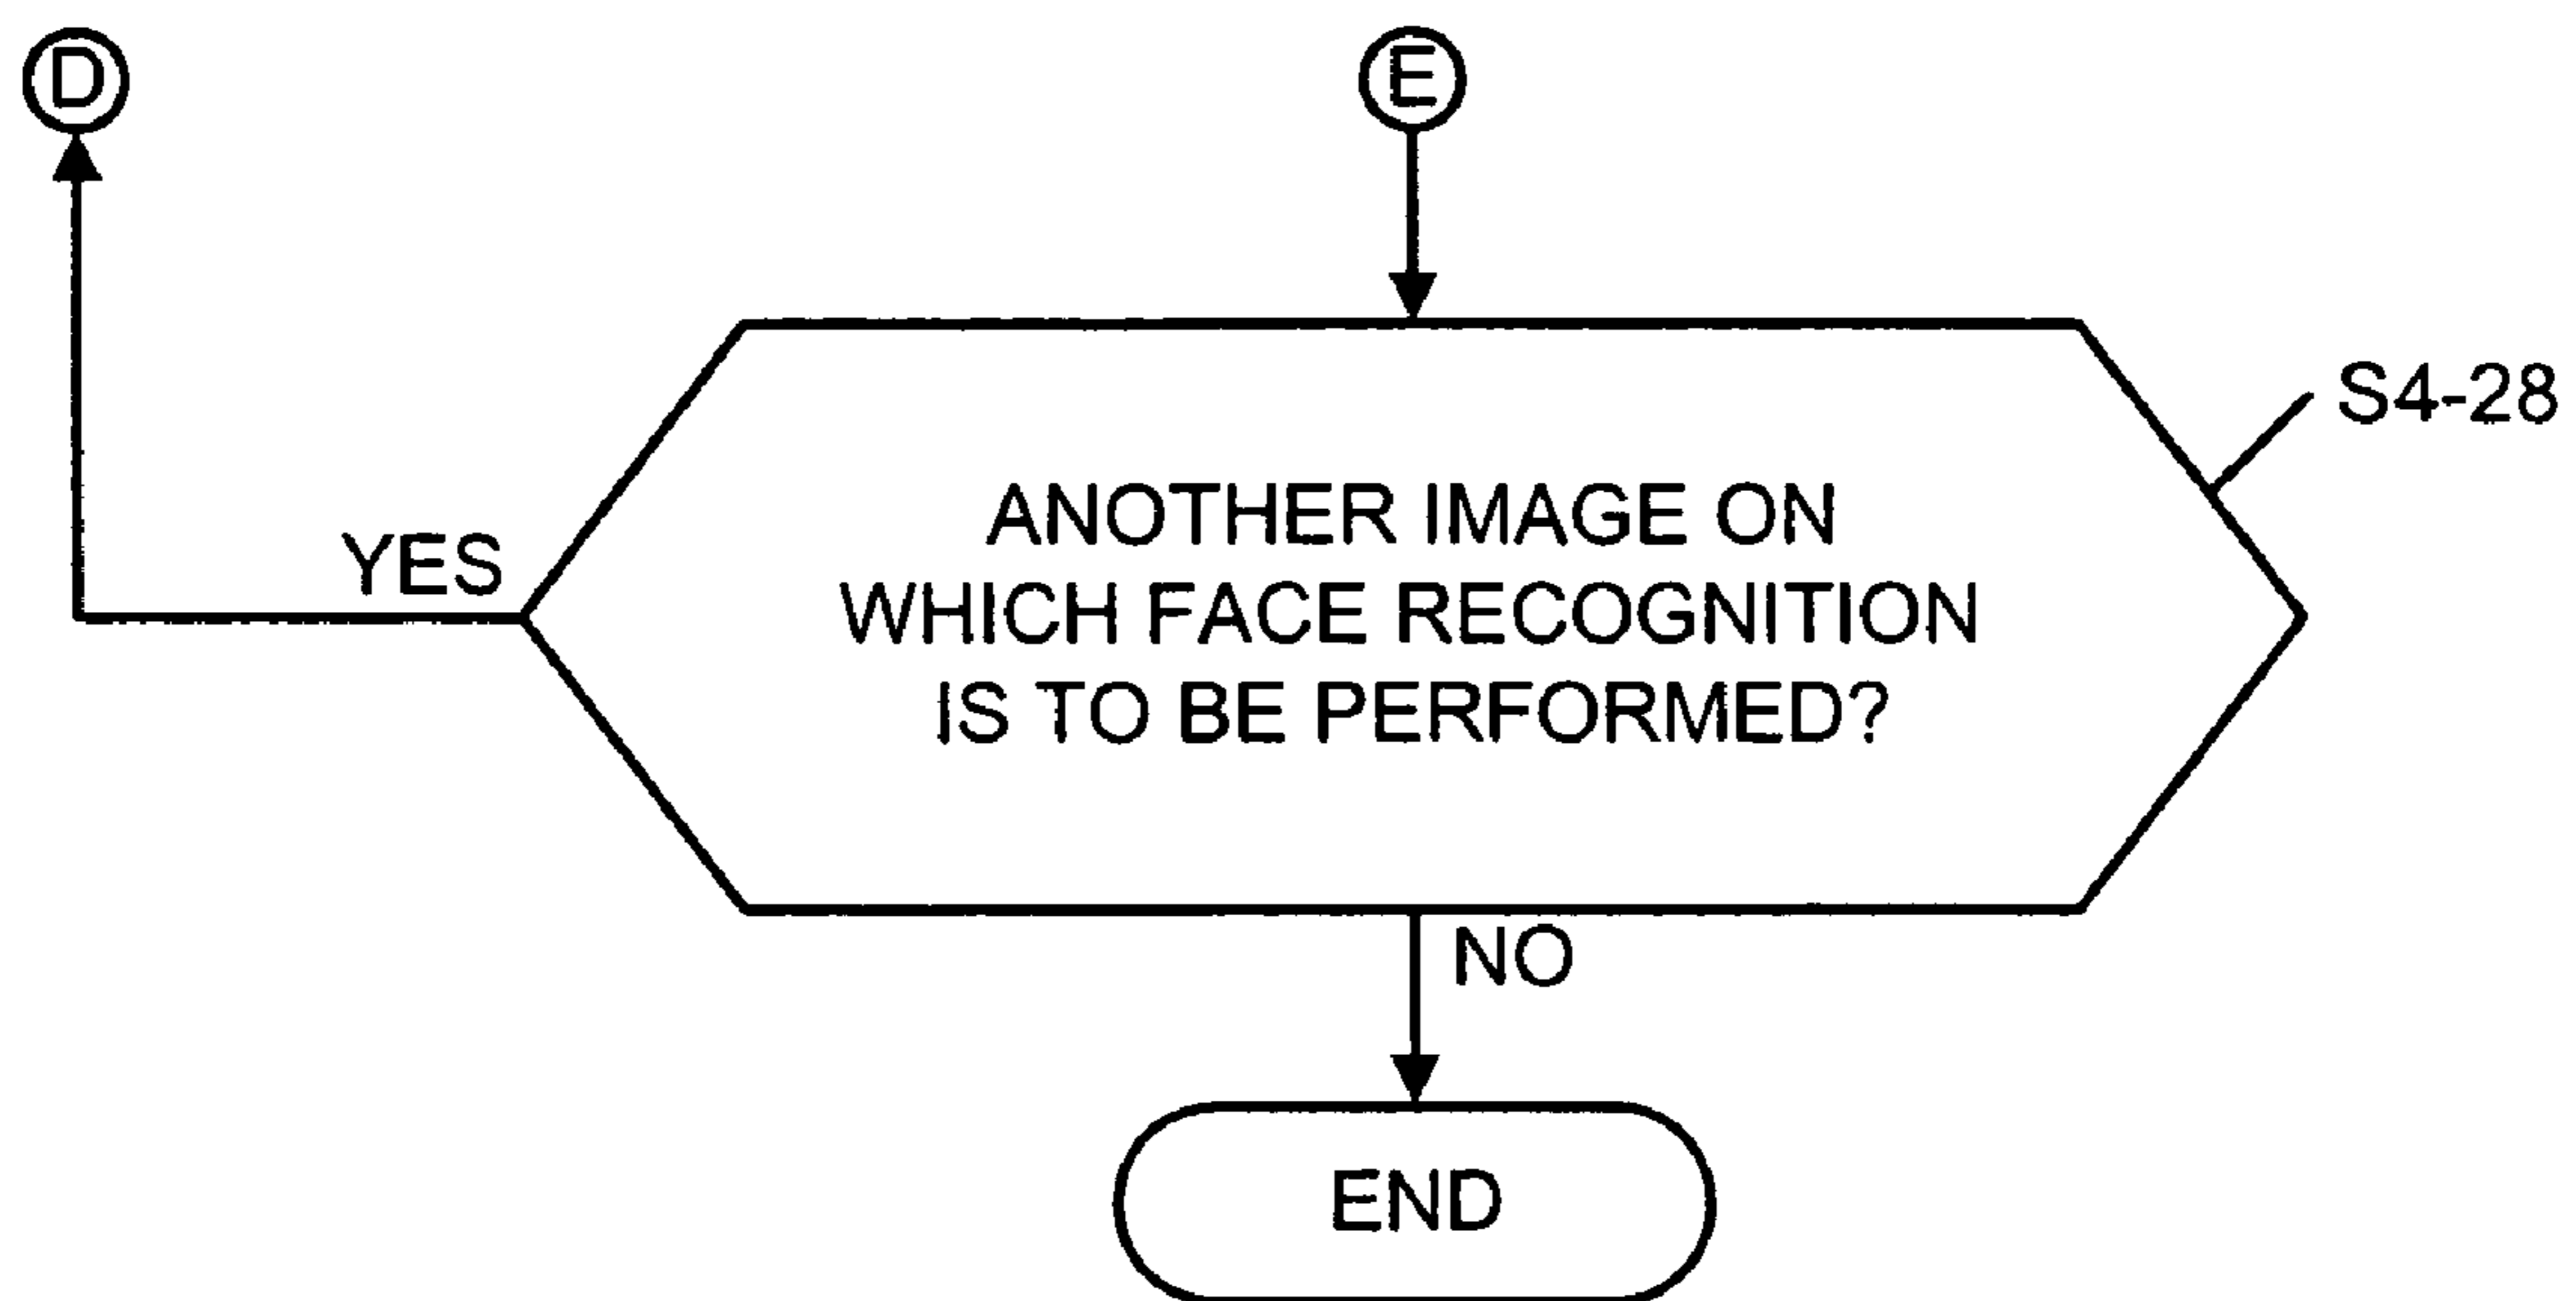 D
E
S4-28
ANOTHER IMAGE ON
WHICH FACE RECOGNITION
IS TO BE PERFORMED?
YES
NO
END